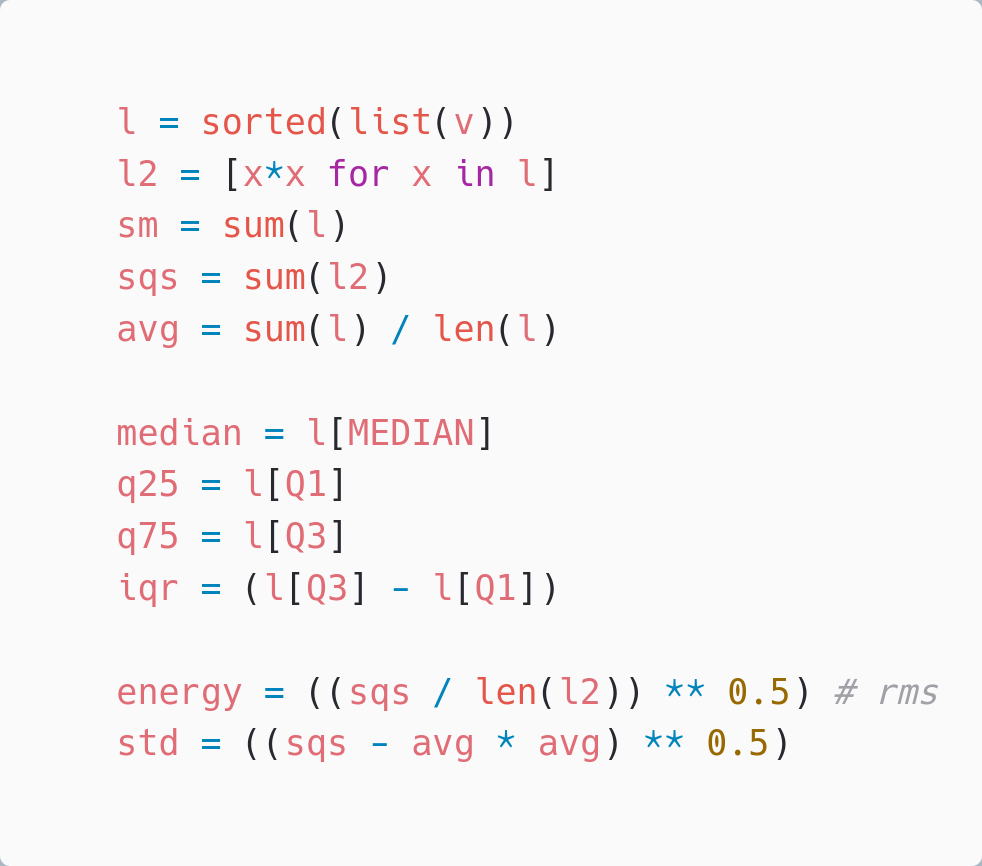 l = sorted(list(v))
l2 = [x*x for x in l]
sm = sum(l)
sqs = sum(l2)
avg = sum(l) / len(l)

median = l[MEDIAN]
q25 = l[Q1]
q75 = l[Q3]
iqr = (l[Q3] - l[Q1])

energy = ((sqs / len(l2)) ** 0.5) # rms
std = ((sqs - avg * avg) ** 0.5)